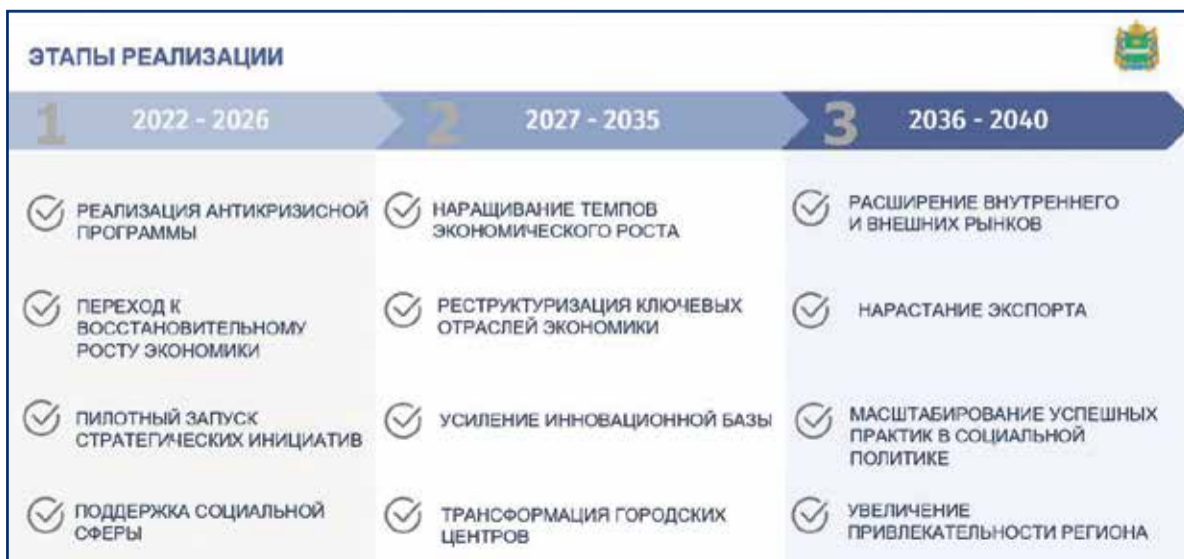 ЭТАПЫ РЕАЛИЗАЦИИ
1 2022 - 2026
РЕАЛИЗАЦИЯ АНТИКРИЗИСНОЙ
ПРОГРАММЫ
ПЕРЕХОД К
ВОССТАНОВИТЕЛЬНОМУ
РОСТУ ЭКОНОМИКИ
ПИЛОТНЫЙ ЗАПУСК
СТРАТЕГИЧЕСКИХ ИНИЦИАТИВ
ПОДДЕРЖКА СОЦИАЛЬНОЙ
СФЕРЫ
2 2027 - 2035
НАРАЩИВАНИЕ ТЕМПОВ
ЭКОНОМИЧЕСКОГО РОСТА
РЕСТРУКТУРИЗАЦИЯ КЛЮЧЕВЫХ
ОТРАСЛЕЙ ЭКОНОМИКИ
УСИЛЕНИЕ ИННОВАЦИОННОЙ БАЗЫ
ТРАНСФОРМАЦИЯ ГОРОДСКИХ
ЦЕНТРОВ
3 2036 - 2040
РАСШИРЕНИЕ ВНУТРЕННЕГО
И ВНЕШНИХ РЫНКОВ
НАРАСТАНИЕ ЭКСПОРТА
МАСШТАБИРОВАНИЕ УСПЕШНЫХ
ПРАКТИК В СОЦИАЛЬНОЙ
ПОЛИТИКЕ
УВЕЛИЧЕНИЕ
ПРИВЛЕКАТЕЛЬНОСТИ РЕГИОНА